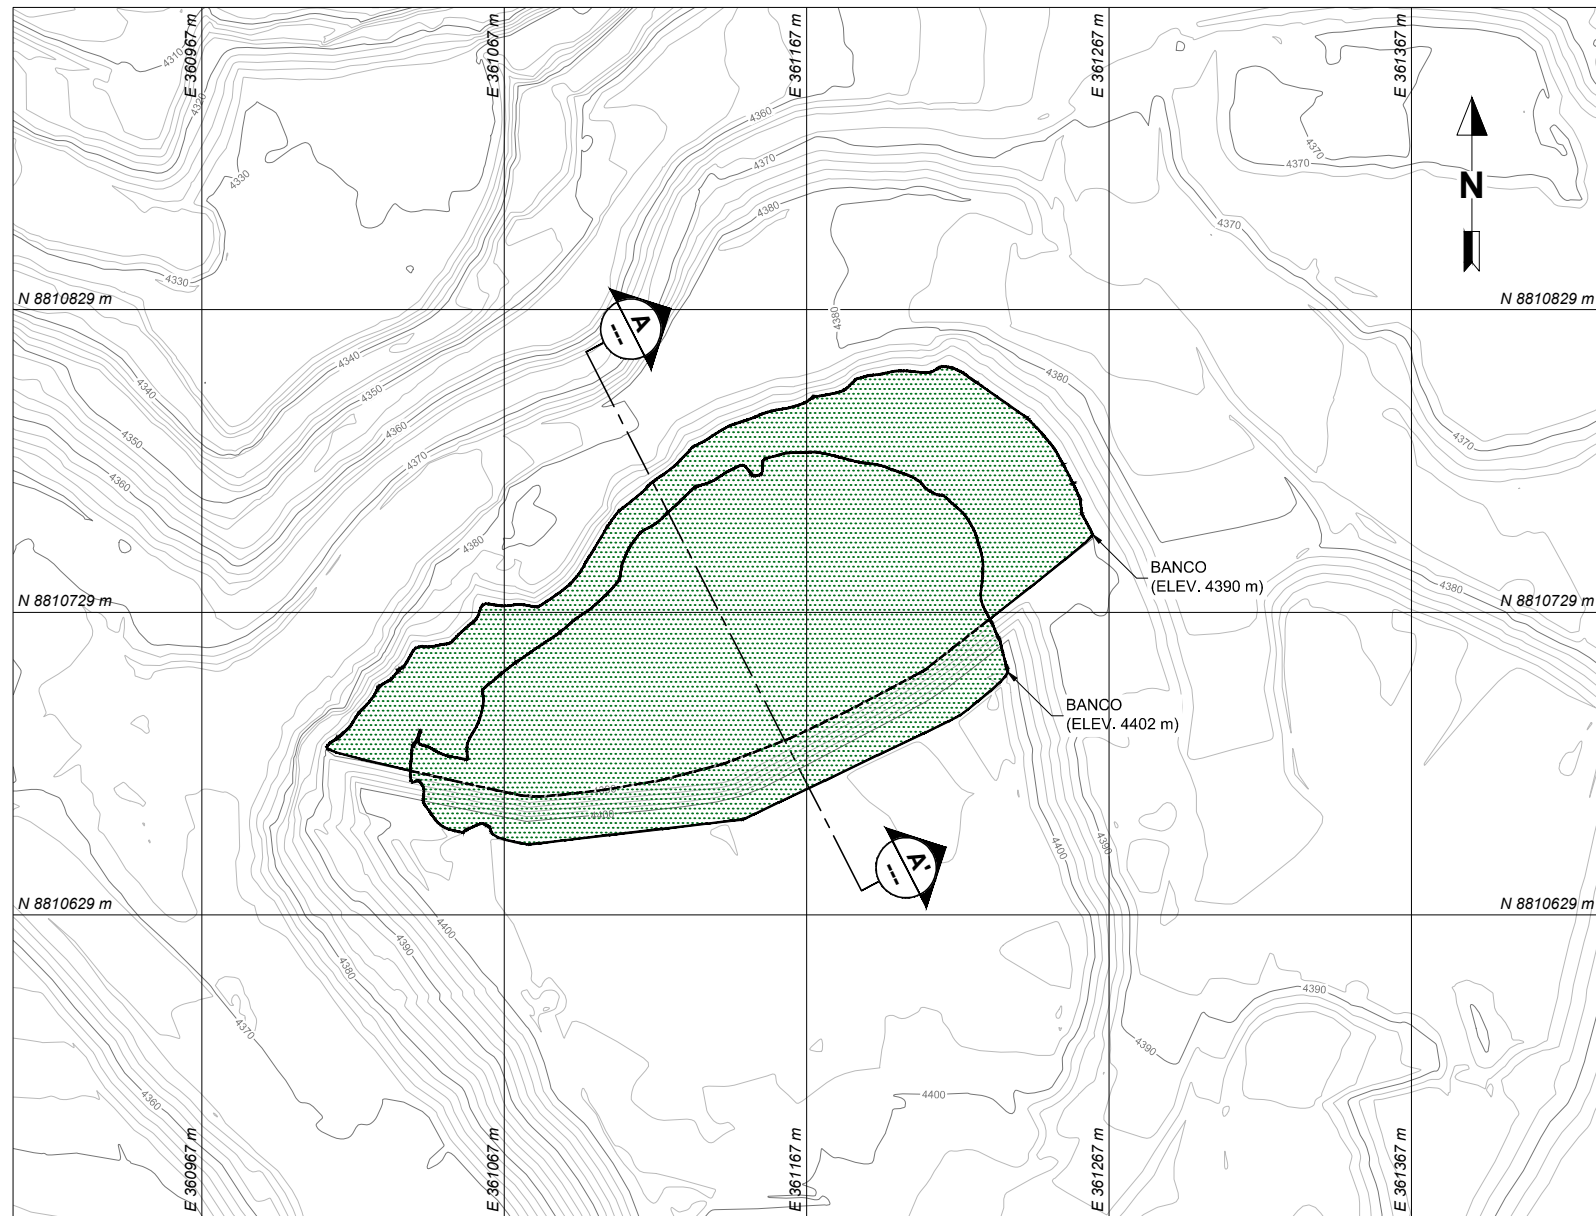 E 360967 m
E 361067 m
E 361167 m
E 361267 m
E 361367 m
4310
4320
4330
4330
4360
4370
4380
4370
4370
4370
N
N 8810829 m
N 8810829 m
A
---
4380
4340
4340
4350
4360
4370
4350
4360
4380
4370
4380
BANCO
(ELEV. 4390 m)
4380
N 8810729 m
N 8810729 m
BANCO
(ELEV. 4402 m)
4400
A'
---
4400
4390
N 8810629 m
N 8810629 m
4400
4390
4380
4370
4360
4390
4390
4400
E 360967 m
E 361067 m
E 361167 m
E 361267 m
E 361367 m